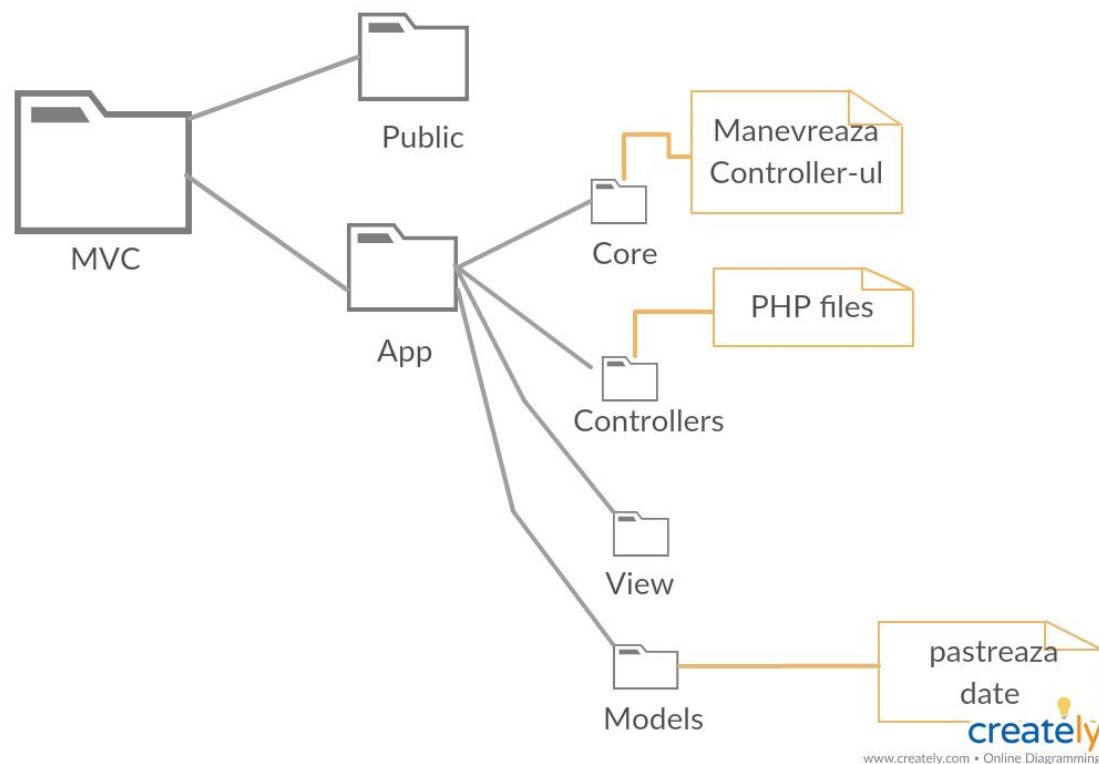 Public
MVC
App
Manevreaza
Controller-ul
Core
PHP files
Controllers
View
Models
pastreaza
date
creately
www.creately.com • Online Diagramming